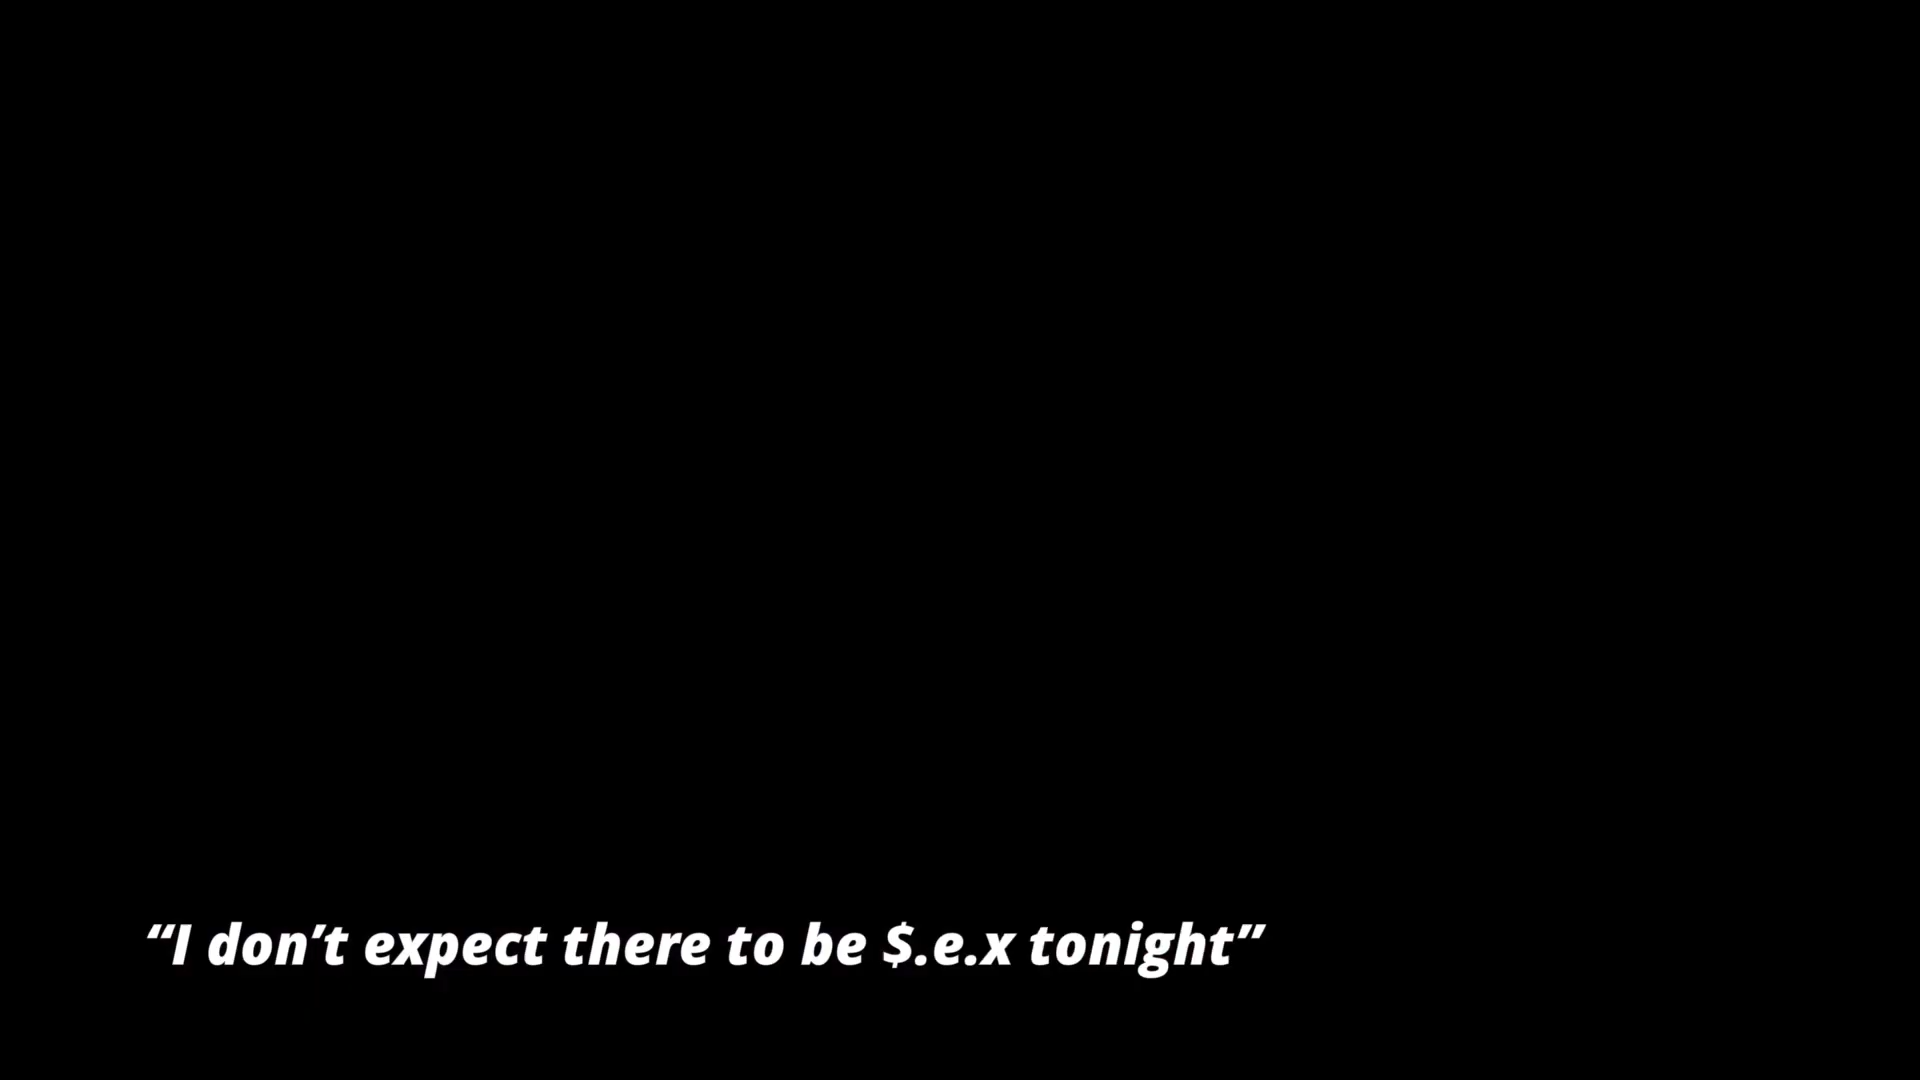 “I don’t expect there to be $.e.x tonight”